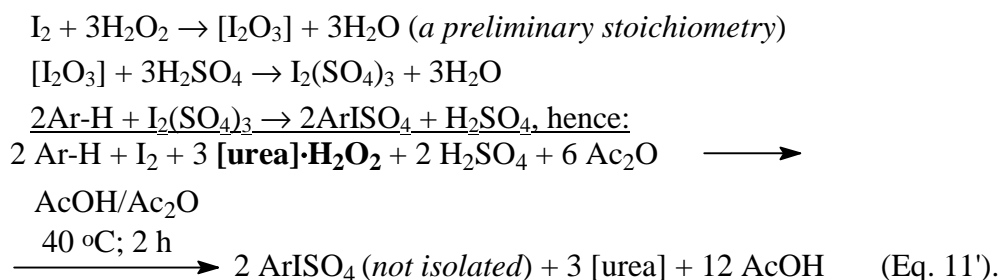 I₂ + 3H₂O₂ → [I₂O₃] + 3H₂O (a preliminary stoichiometry)
[I₂O₃] + 3H₂SO₄ → I₂(SO₄)₃ + 3H₂O
2Ar-H + I₂(SO₄)₃ → 2ArISO₄ + H₂SO₄, hence:
2 Ar-H + I₂ + 3 [urea]·H₂O₂ + 2 H₂SO₄ + 6 Ac₂O ⟶
AcOH/Ac₂O
40 °C; 2 h
⟶ 2 ArISO₄ (not isolated) + 3 [urea] + 12 AcOH (Eq. 11').